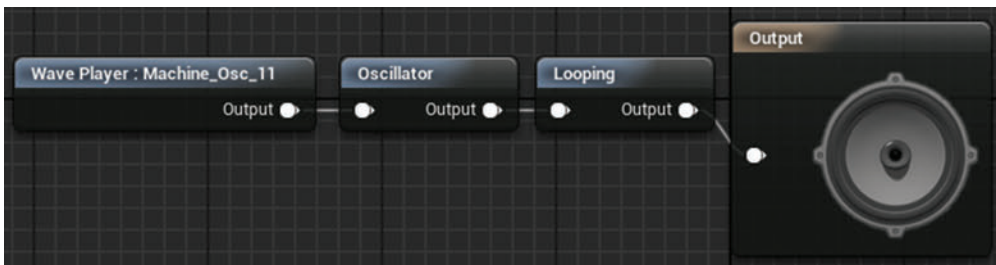 Wave Player : Machine_Osc_11
Output
Oscillator
Output
Looping
Output
Output